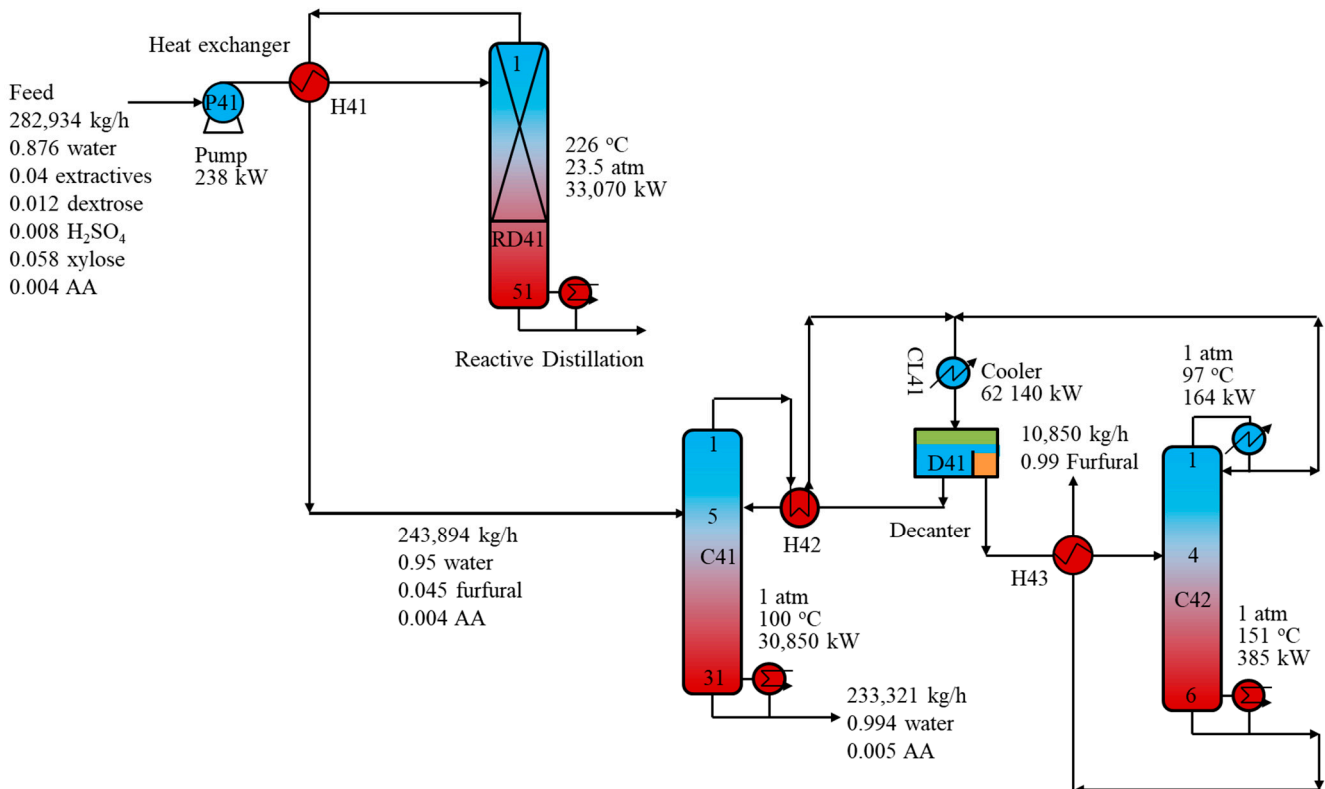 Heat exchanger
Feed
282,934 kg/h
0.876 water
0.04 extractives
0.012 dextrose
0.008 H₂SO₄
0.058 xylose
0.004 AA
P41
Pump
238 kW
H41
1
226 °C
23.5 atm
33,070 kW
RD41
51
Reactive Distillation
243,894 kg/h
0.95 water
0.045 furfural
0.004 AA
1
5
C41
31
1 atm
100 °C
30,850 kW
233,321 kg/h
0.994 water
0.005 AA
H42
CL41
Cooler
62 140 kW
D41
Decanter
10,850 kg/h
0.99 Furfural
H43
1 atm
97 °C
164 kW
1
4
C42
6
1 atm
151 °C
385 kW